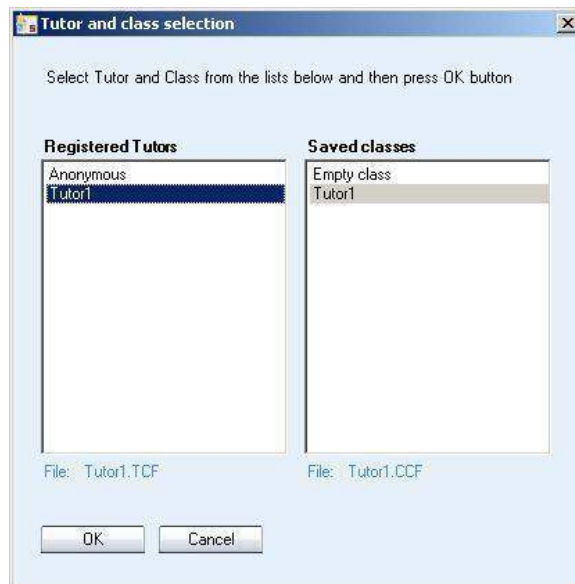 Tutor and class selection
Select Tutor and Class from the lists below and then press OK button
Registered Tutors
Anonymous
Tutor1
File: Tutor1.TCF
Saved classes
Empty class
Tutor1
File: Tutor1.CCF
OK
Cancel